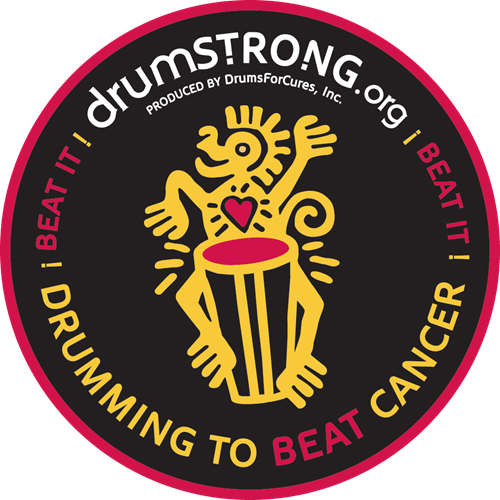 drumSTRONG.org
PRODUCED BY DrumsForCures, Inc.
¡ BEAT IT!
¡ BEAT IT !
DRUMMING TO BEAT CANCER